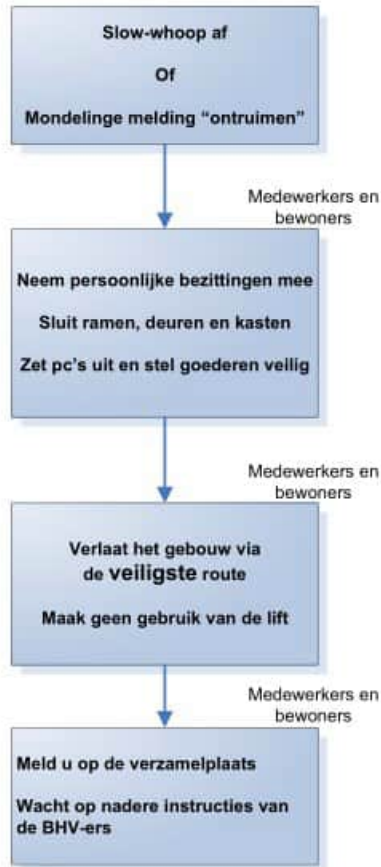 Slow-whoop af
Of
Mondelinge melding “ontruimen”
Medewerkers en
bewoners
Neem persoonlijke bezittingen mee
Sluit ramen, deuren en kasten
Zet pc's uit en stel goederen veilig
Medewerkers en
bewoners
Verlaat het gebouw via
de veiligste route
Maak geen gebruik van de lift
Medewerkers en
bewoners
Meld u op de verzamelplaats
Wacht op nadere instructies van
de BHV-ers